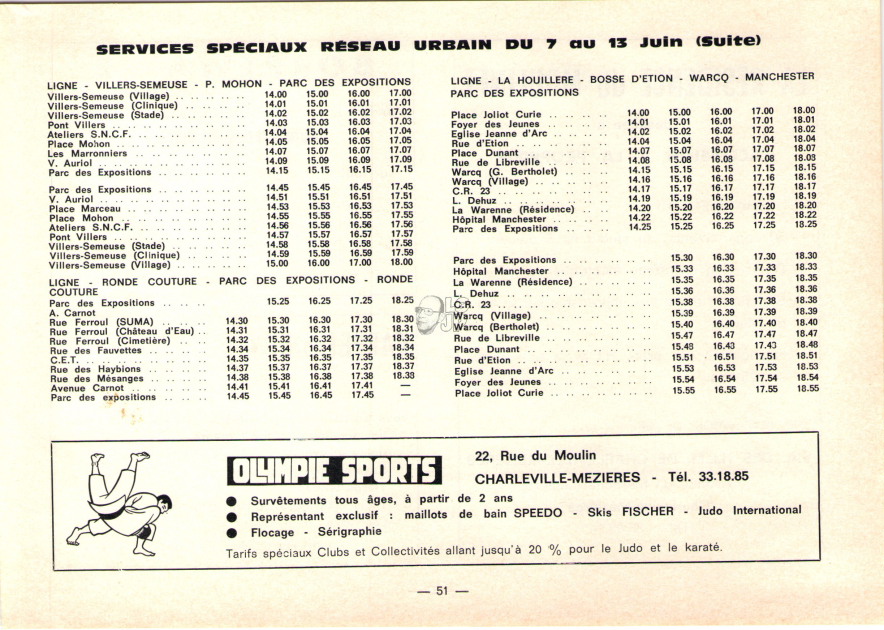 SERVICES SPÉCIAUX RÉSEAU URBAIN DU 7 au 13 Juin (Suite)
LIGNE - VILLERS-SEMEUSE - P. MOHON - PARC DES EXPOSITIONS
Villers-Semeuse (Village) . . . . . . . . 14.00 15.00 16.00 17.00
Villers-Semeuse (Clinique) . . . . . . . 14.01 15.01 16.01 17.01
Villers-Semeuse (Stade) . . . . . . . . 14.02 15.02 16.02 17.02
Pont Villers . . . . . . . . . . . . 14.03 15.03 16.03 17.03
Ateliers S.N.C.F. . . . . . . . . . . 14.04 15.04 16.04 17.04
Place Mohon . . . . . . . . . . . . 14.05 15.05 16.05 17.05
Les Marronniers . . . . . . . . . . 14.07 15.07 16.07 17.07
V. Auriol . . . . . . . . . . . . . 14.09 15.09 16.09 17.09
Parc des Expositions . . . . . . . . 14.15 15.15 16.15 17.15
Parc des Expositions . . . . . . . . 14.45 15.45 16.45 17.45
V. Auriol . . . . . . . . . . . . . 14.51 15.51 16.51 17.51
Place Marceau . . . . . . . . . . . 14.53 15.53 16.53 17.53
Place Mohon . . . . . . . . . . . . 14.55 15.55 16.55 17.55
Ateliers S.N.C.F. . . . . . . . . . . 14.56 15.56 16.56 17.56
Pont Villers . . . . . . . . . . . . 14.57 15.57 16.57 17.57
Villers-Semeuse (Stade) . . . . . . . . 14.58 15.58 16.58 17.58
Villers-Semeuse (Clinique) . . . . . . . 14.59 15.59 16.59 17.59
Villers-Semeuse (Village) . . . . . . . . 15.00 16.00 17.00 18.00
LIGNE - RONDE COUTURE - PARC DES EXPOSITIONS - RONDE
COUTURE
Parc des Expositions . . . . . 15.25 16.25 17.25 18.25
A. Carnot
Rue Ferroul (SUMA) . . . . . 14.30 15.30 16.30 17.30 18.30
Rue Ferroul (Château d'Eau) . . 14.31 15.31 16.31 17.31 18.31
Rue Ferroul (Cimetière) . . . . 14.32 15.32 16.32 17.32 18.32
Rue des Fauvettes . . . . . . 14.34 15.34 16.34 17.34 18.34
C.E.T. . . . . . . . . . . 14.35 15.35 16.35 17.35 18.35
Rue des Haybions . . . . . . 14.37 15.37 16.37 17.37 18.37
Rue des Mésanges . . . . . . 14.38 15.38 16.38 17.38 18.38
Avenue Carnot . . . . . . . . 14.41 15.41 16.41 17.41 —
Parc des expositions . . . . . 14.45 15.45 16.45 17.45 —
LIGNE - LA HOUILLERE - BOSSE D'ETION - WARCQ - MANCHESTER
PARC DES EXPOSITIONS
Place Joliot Curie . . . . . . . 14.00 15.00 16.00 17.00 18.00
Foyer des Jeunes . . . . . . . 14.01 15.01 16.01 17.01 18.01
Eglise Jeanne d'Arc . . . . . . 14.02 15.02 16.02 17.02 18.02
Rue d'Etion . . . . . . . . . 14.04 15.04 16.04 17.04 18.04
Place Dunant . . . . . . . . . 14.07 15.07 16.07 17.07 18.07
Rue de Libreville . . . . . . . 14.08 15.08 16.08 17.08 18.08
Warcq (G. Bertholet) . . . . . . 14.15 15.15 16.15 17.15 18.15
Warcq (Village) . . . . . . . . 14.16 15.16 16.16 17.16 18.16
C.R. 23 . . . . . . . . . . . 14.17 15.17 16.17 17.17 18.17
L. Dehuz . . . . . . . . . . 14.19 15.19 16.19 17.19 18.19
La Warenne (Résidence) . . . . . 14.20 15.20 16.20 17.20 18.20
Hôpital Manchester . . . . . . . 14.22 15.22 16.22 17.22 18.22
Parc des Expositions . . . . . . 14.25 15.25 16.25 17.25 18.25
Parc des Expositions . . . . . . . . . 15.30 16.30 17.30 18.30
Hôpital Manchester . . . . . . . . . . 15.33 16.33 17.33 18.33
La Warenne (Résidence) . . . . . . . . 15.35 16.35 17.35 18.35
L. Dehuz . . . . . . . . . . . . . 15.36 16.36 17.36 18.36
C.R. 23 . . . . . . . . . . . . . . 15.38 16.38 17.38 18.38
Warcq (Village) . . . . . . . . . . . 15.39 16.39 17.39 18.39
Warcq (Bertholet) . . . . . . . . . . 15.40 16.40 17.40 18.40
Rue de Libreville . . . . . . . . . . 15.47 16.47 17.47 18.47
Place Dunant . . . . . . . . . . . . 15.48 16.48 17.43 18.48
Rue d'Etion . . . . . . . . . . . . 15.51 16.51 17.51 18.51
Eglise Jeanne d'Arc . . . . . . . . . 15.53 16.53 17.53 18.53
Foyer des Jeunes . . . . . . . . . . 15.54 16.54 17.54 18.54
Place Joliot Curie . . . . . . . . . . 15.55 16.55 17.55 18.55
OLYMPIE SPORTS
22, Rue du Moulin
CHARLEVILLE-MEZIERES - Tél. 33.18.85
● Survêtements tous âges, à partir de 2 ans
● Représentant exclusif : maillots de bain SPEEDO - Skis FISCHER - Judo International
● Flocage - Sérigraphie
Tarifs spéciaux Clubs et Collectivités allant jusqu'à 20 % pour le Judo et le karaté.
— 51 —